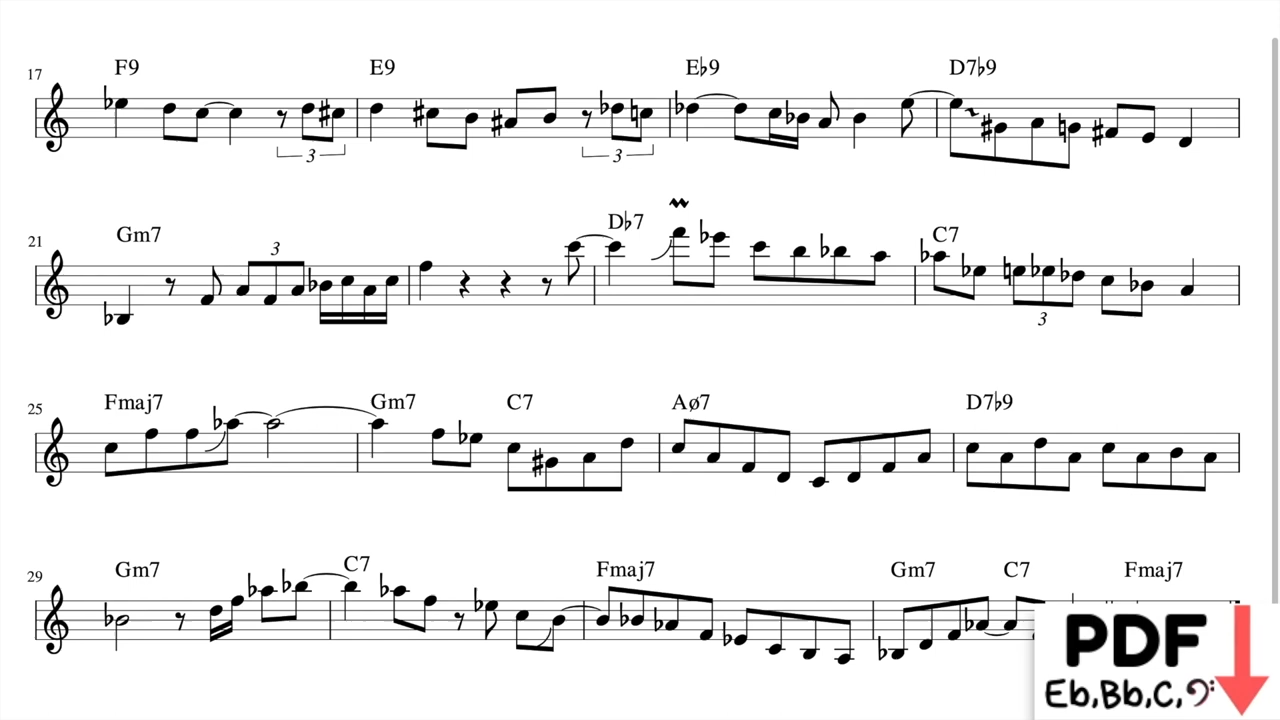 F9 E9 E♭9 D7♭9
17
3 3 3
Gm7 D♭7 C7
21
3 3
Fmaj7 Gm7 C7 Aø7 D7♭9
25
Gm7 C7 Fmaj7 Gm7 C7 Fmaj7
29
PDF
Eb,Bb,C,𝄢